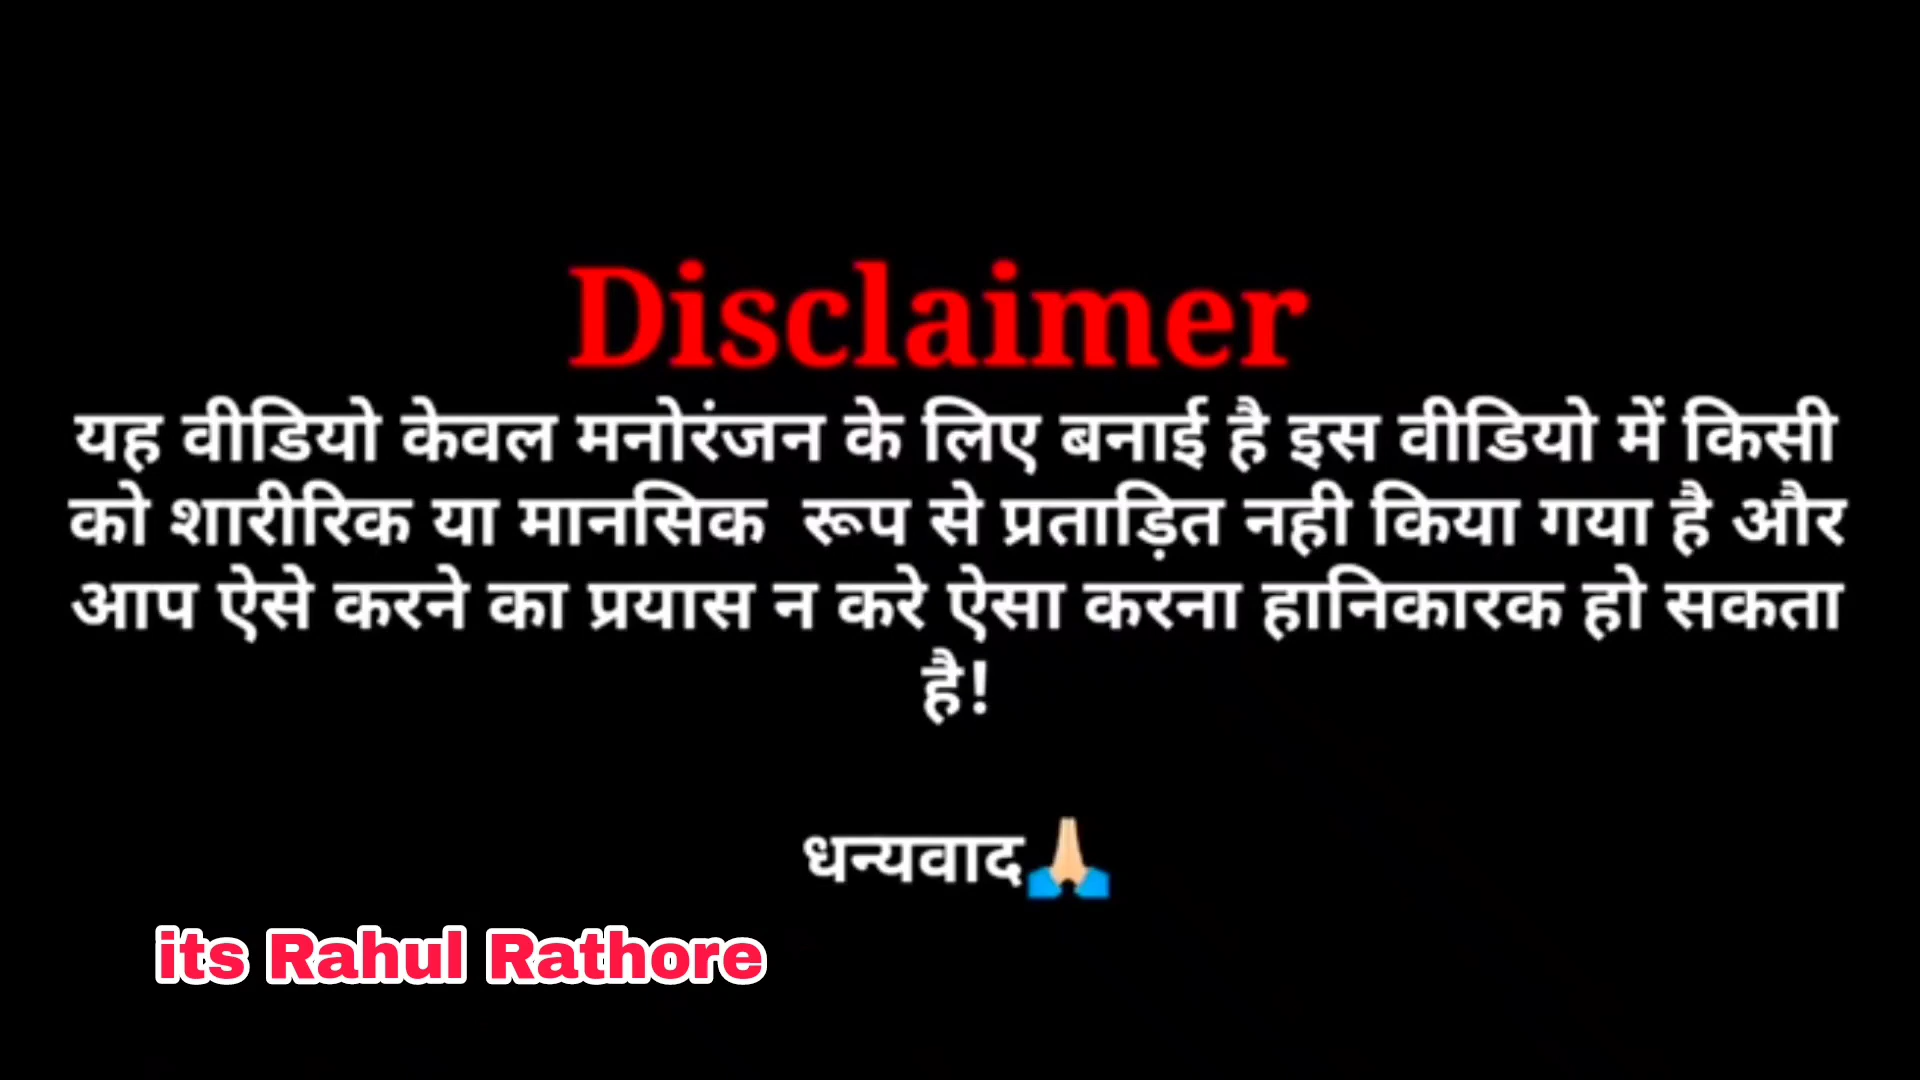 Disclaimer
यह वीडियो केवल मनोरंजन के लिए बनाई है इस वीडियो में किसी
को शारीरिक या मानसिक रूप से प्रताड़ित नही किया गया है और
आप ऐसे करने का प्रयास न करे ऐसा करना हानिकारक हो सकता
है!
धन्यवाद🙏🏻
its Rahul Rathore